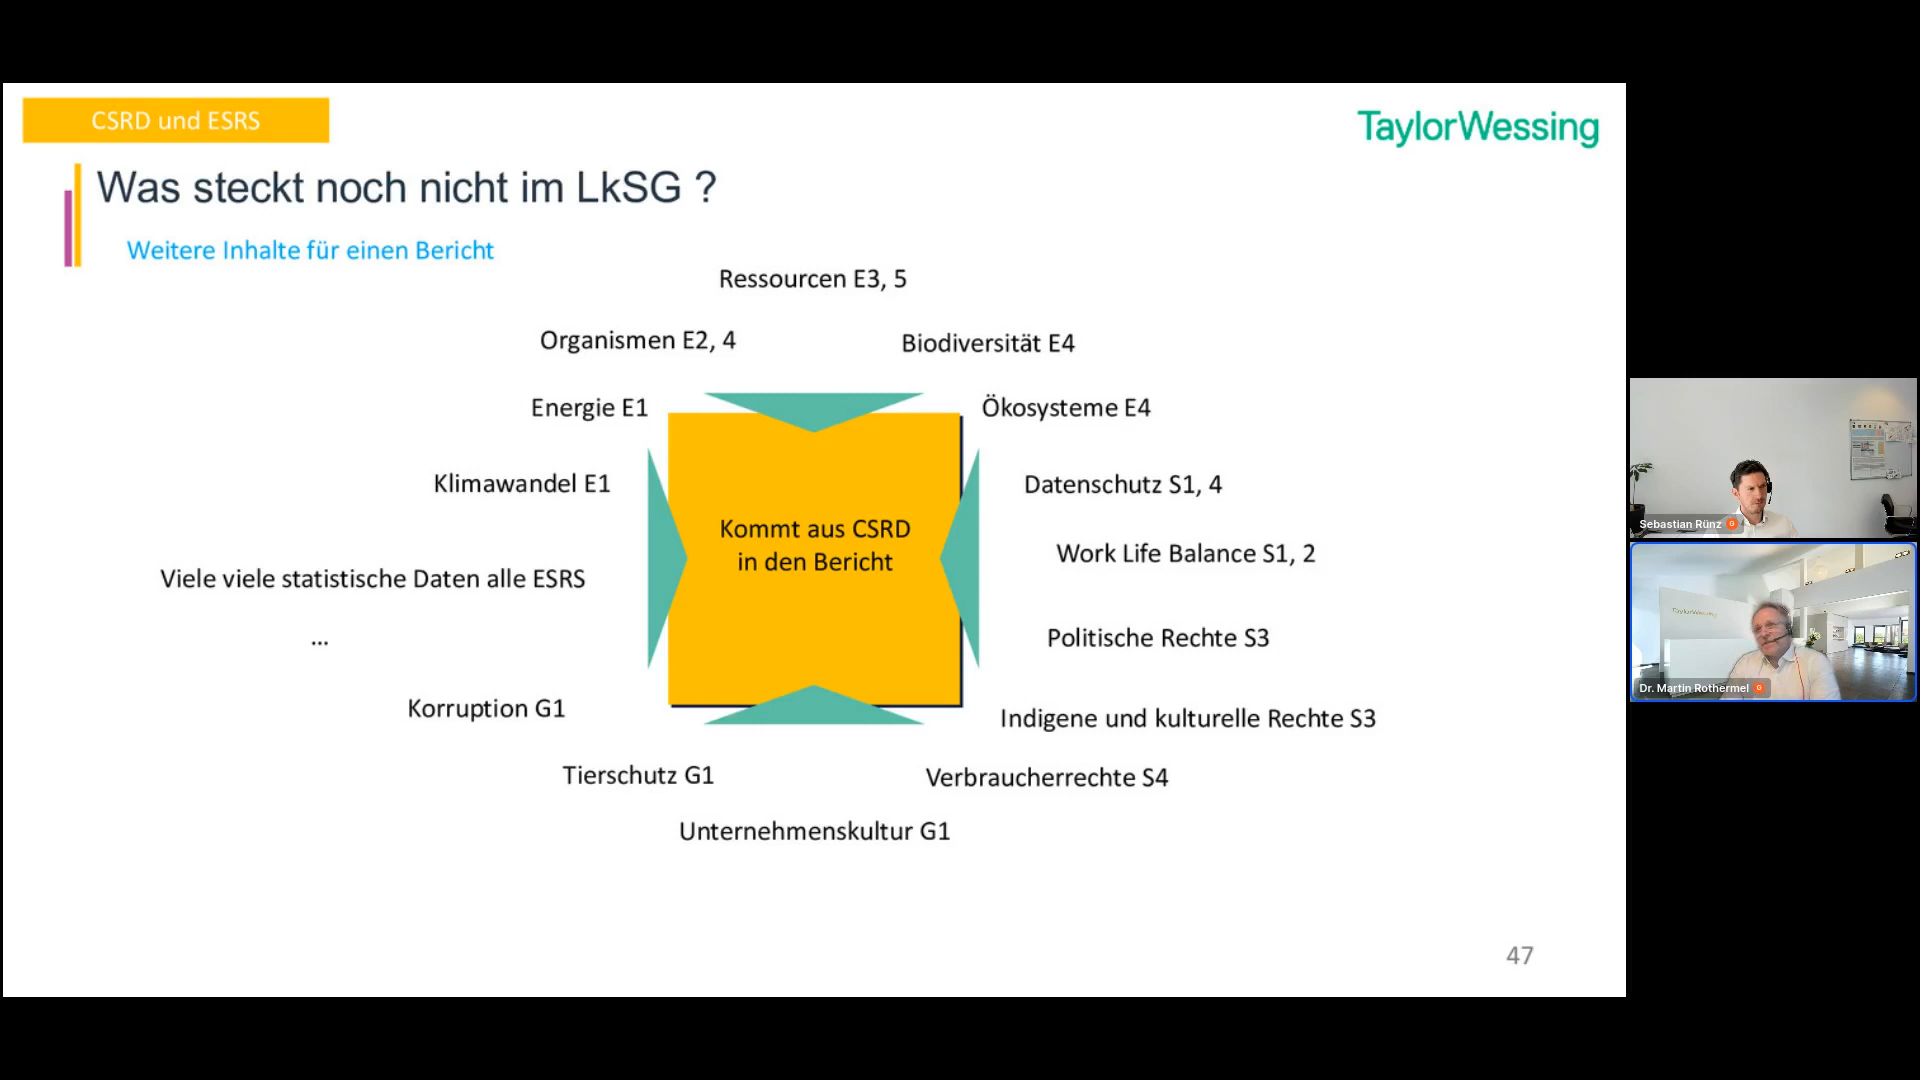 CSRD und ESRS
TaylorWessing
Was steckt noch nicht im LkSG ?
Weitere Inhalte für einen Bericht
Ressourcen E3, 5
Organismen E2, 4
Biodiversität E4
Energie E1
Ökosysteme E4
Klimawandel E1
Datenschutz S1, 4
Kommt aus CSRD
in den Bericht
Work Life Balance S1, 2
Viele viele statistische Daten alle ESRS
...
Politische Rechte S3
Korruption G1
Indigene und kulturelle Rechte S3
Tierschutz G1
Verbraucherrechte S4
Unternehmenskultur G1
47
Sebastian Rünz
TaylorWessing
Dr. Martin Rothermel